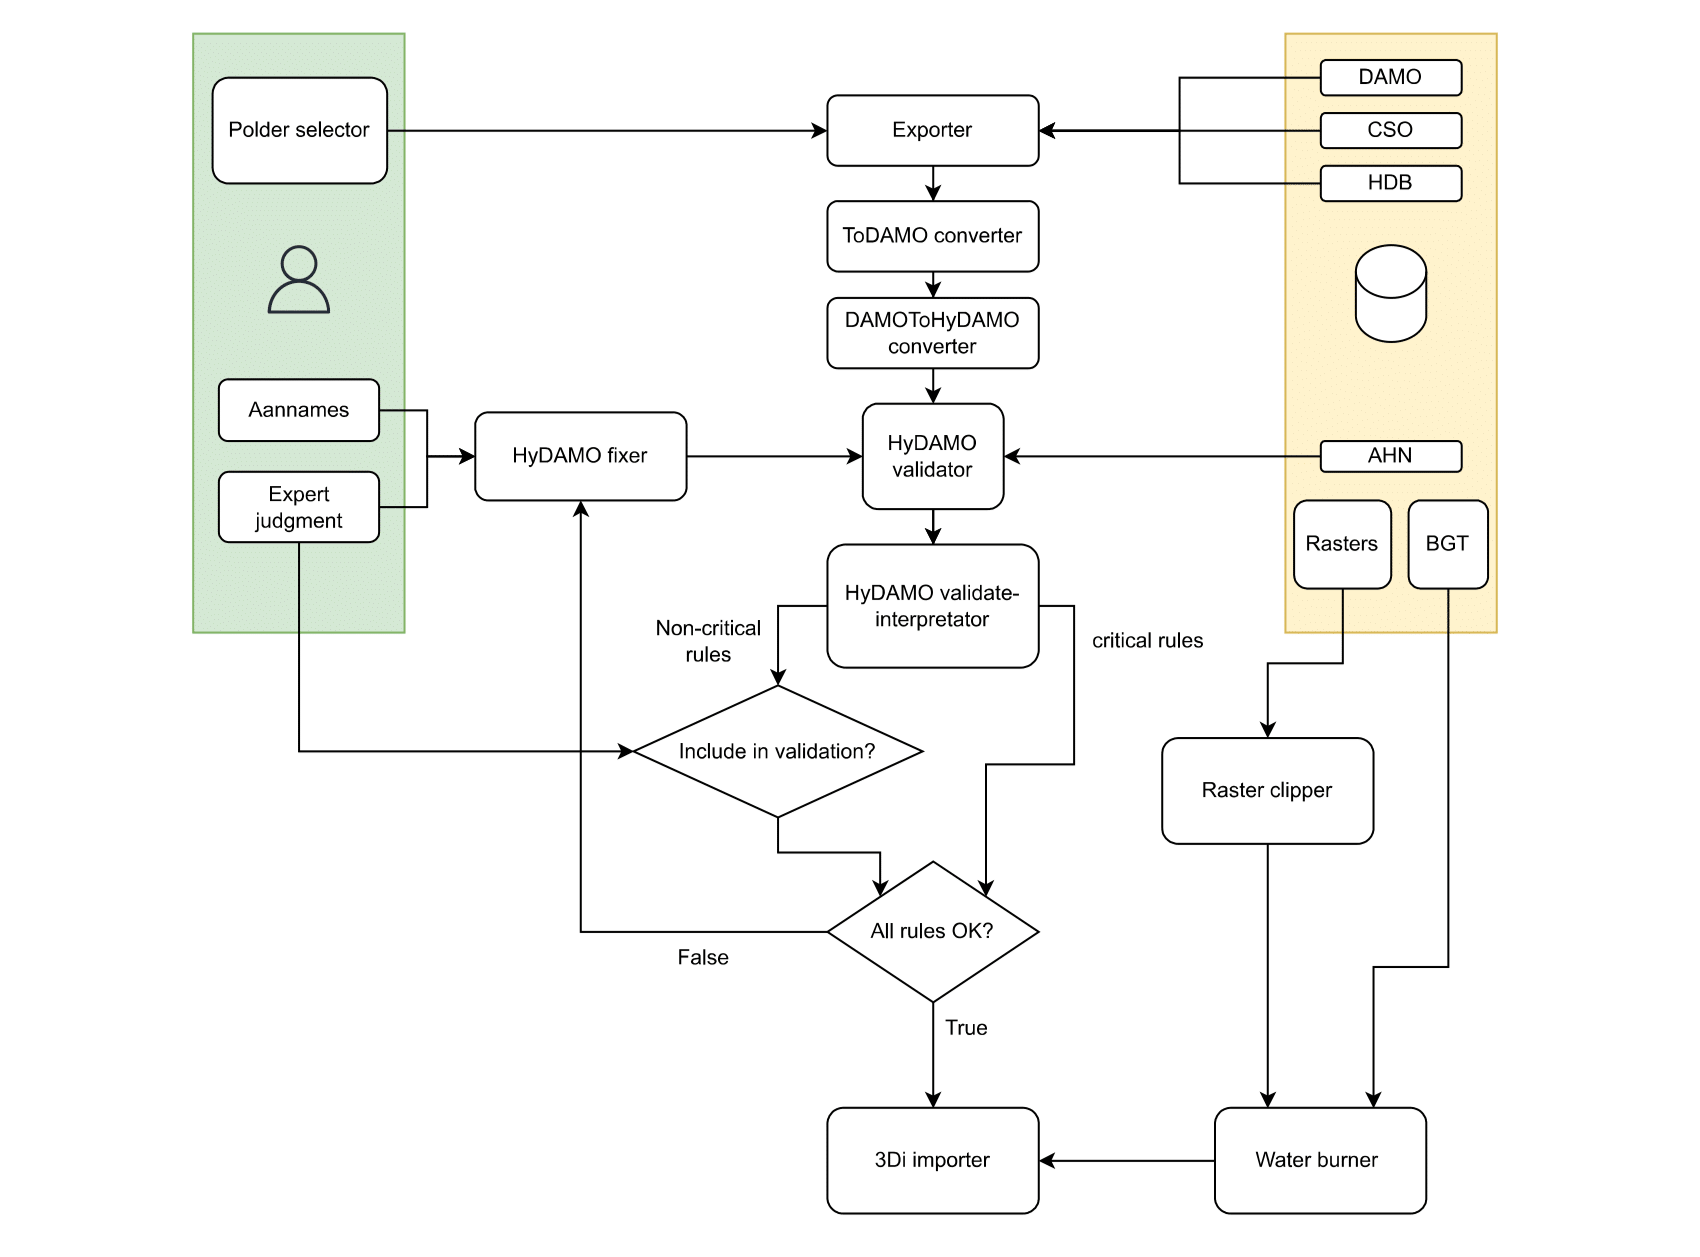 DAMO
Polder selector
Exporter
CSO
HDB
ToDAMO converter
DAMOToHyDAMO
converter
Aannames
HyDAMO fixer
HyDAMO
validator
AHN
Expert
judgment
Rasters
BGT
HyDAMO validate-
interpretator
Non-critical
rules
critical rules
Include in validation?
Raster clipper
All rules OK?
False
True
3Di importer
Water burner